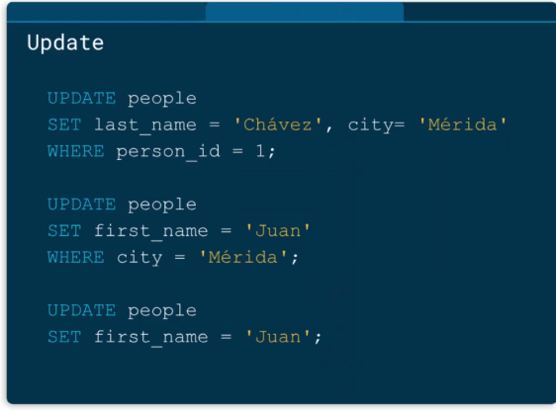 Update
UPDATE people
SET last_name = 'Chávez', city= 'Mérida'
WHERE person_id = 1;
UPDATE people
SET first_name = 'Juan'
WHERE city = 'Mérida';
UPDATE people
SET first_name = 'Juan';